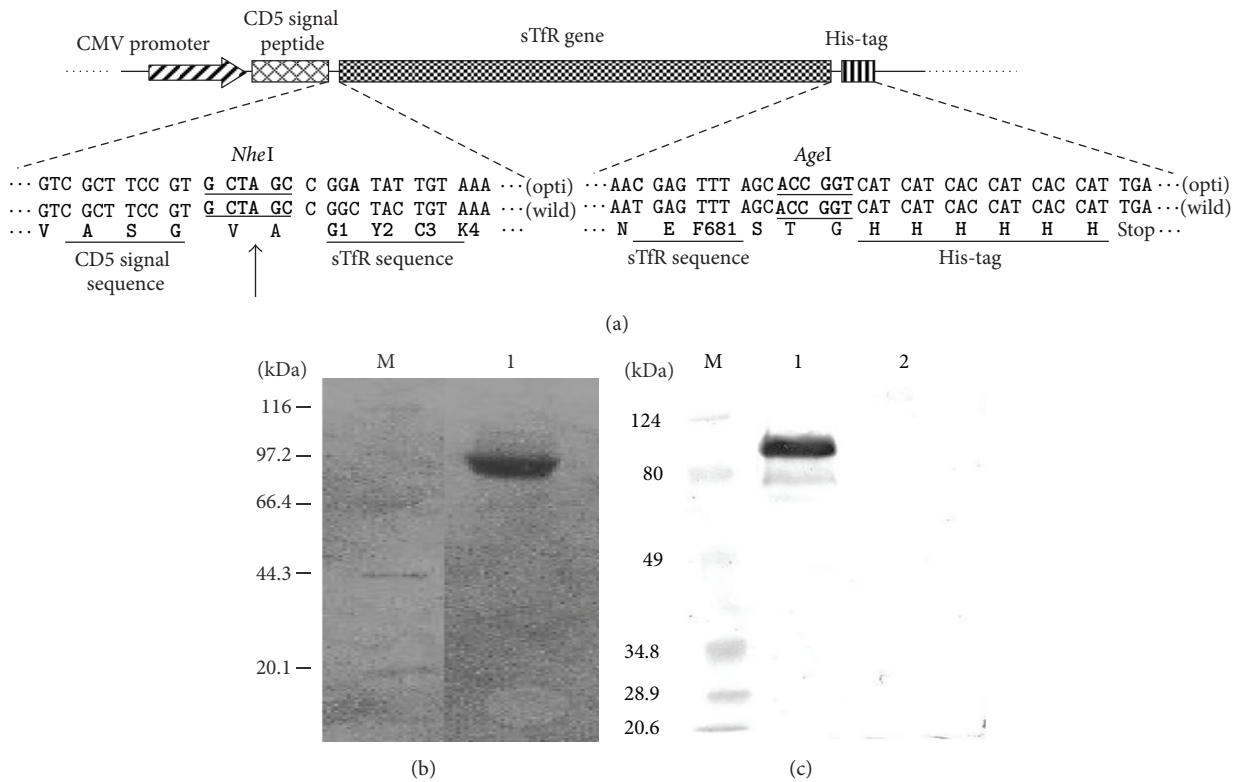 CMV promoter
CD5 signal
peptide
sTfR gene
His-tag
NheI
AgeI
··· GTC GCT TCC GT G CTA GC C GGA TAT TGT AAA ··· (opti)
··· GTC GCT TCC GT G CTA GC C GGC TAC TGT AAA ··· (wild)
V A S G V A G1 Y2 C3 K4
CD5 signal
sequence
sTfR sequence
··· AAC GAG TTT AGC ACC GGT CAT CAT CAC CAT CAC CAT TGA ··· (opti)
··· AAT GAG TTT AGC ACC GGT CAT CAT CAC CAT CAC CAT TGA ··· (wild)
··· N E F681 S T G H H H H H H Stop ···
sTfR sequence
His-tag
(a)
(kDa)
M
1
116
97.2
66.4
44.3
20.1
(b)
(kDa)
M
1
2
124
80
49
34.8
28.9
20.6
(c)